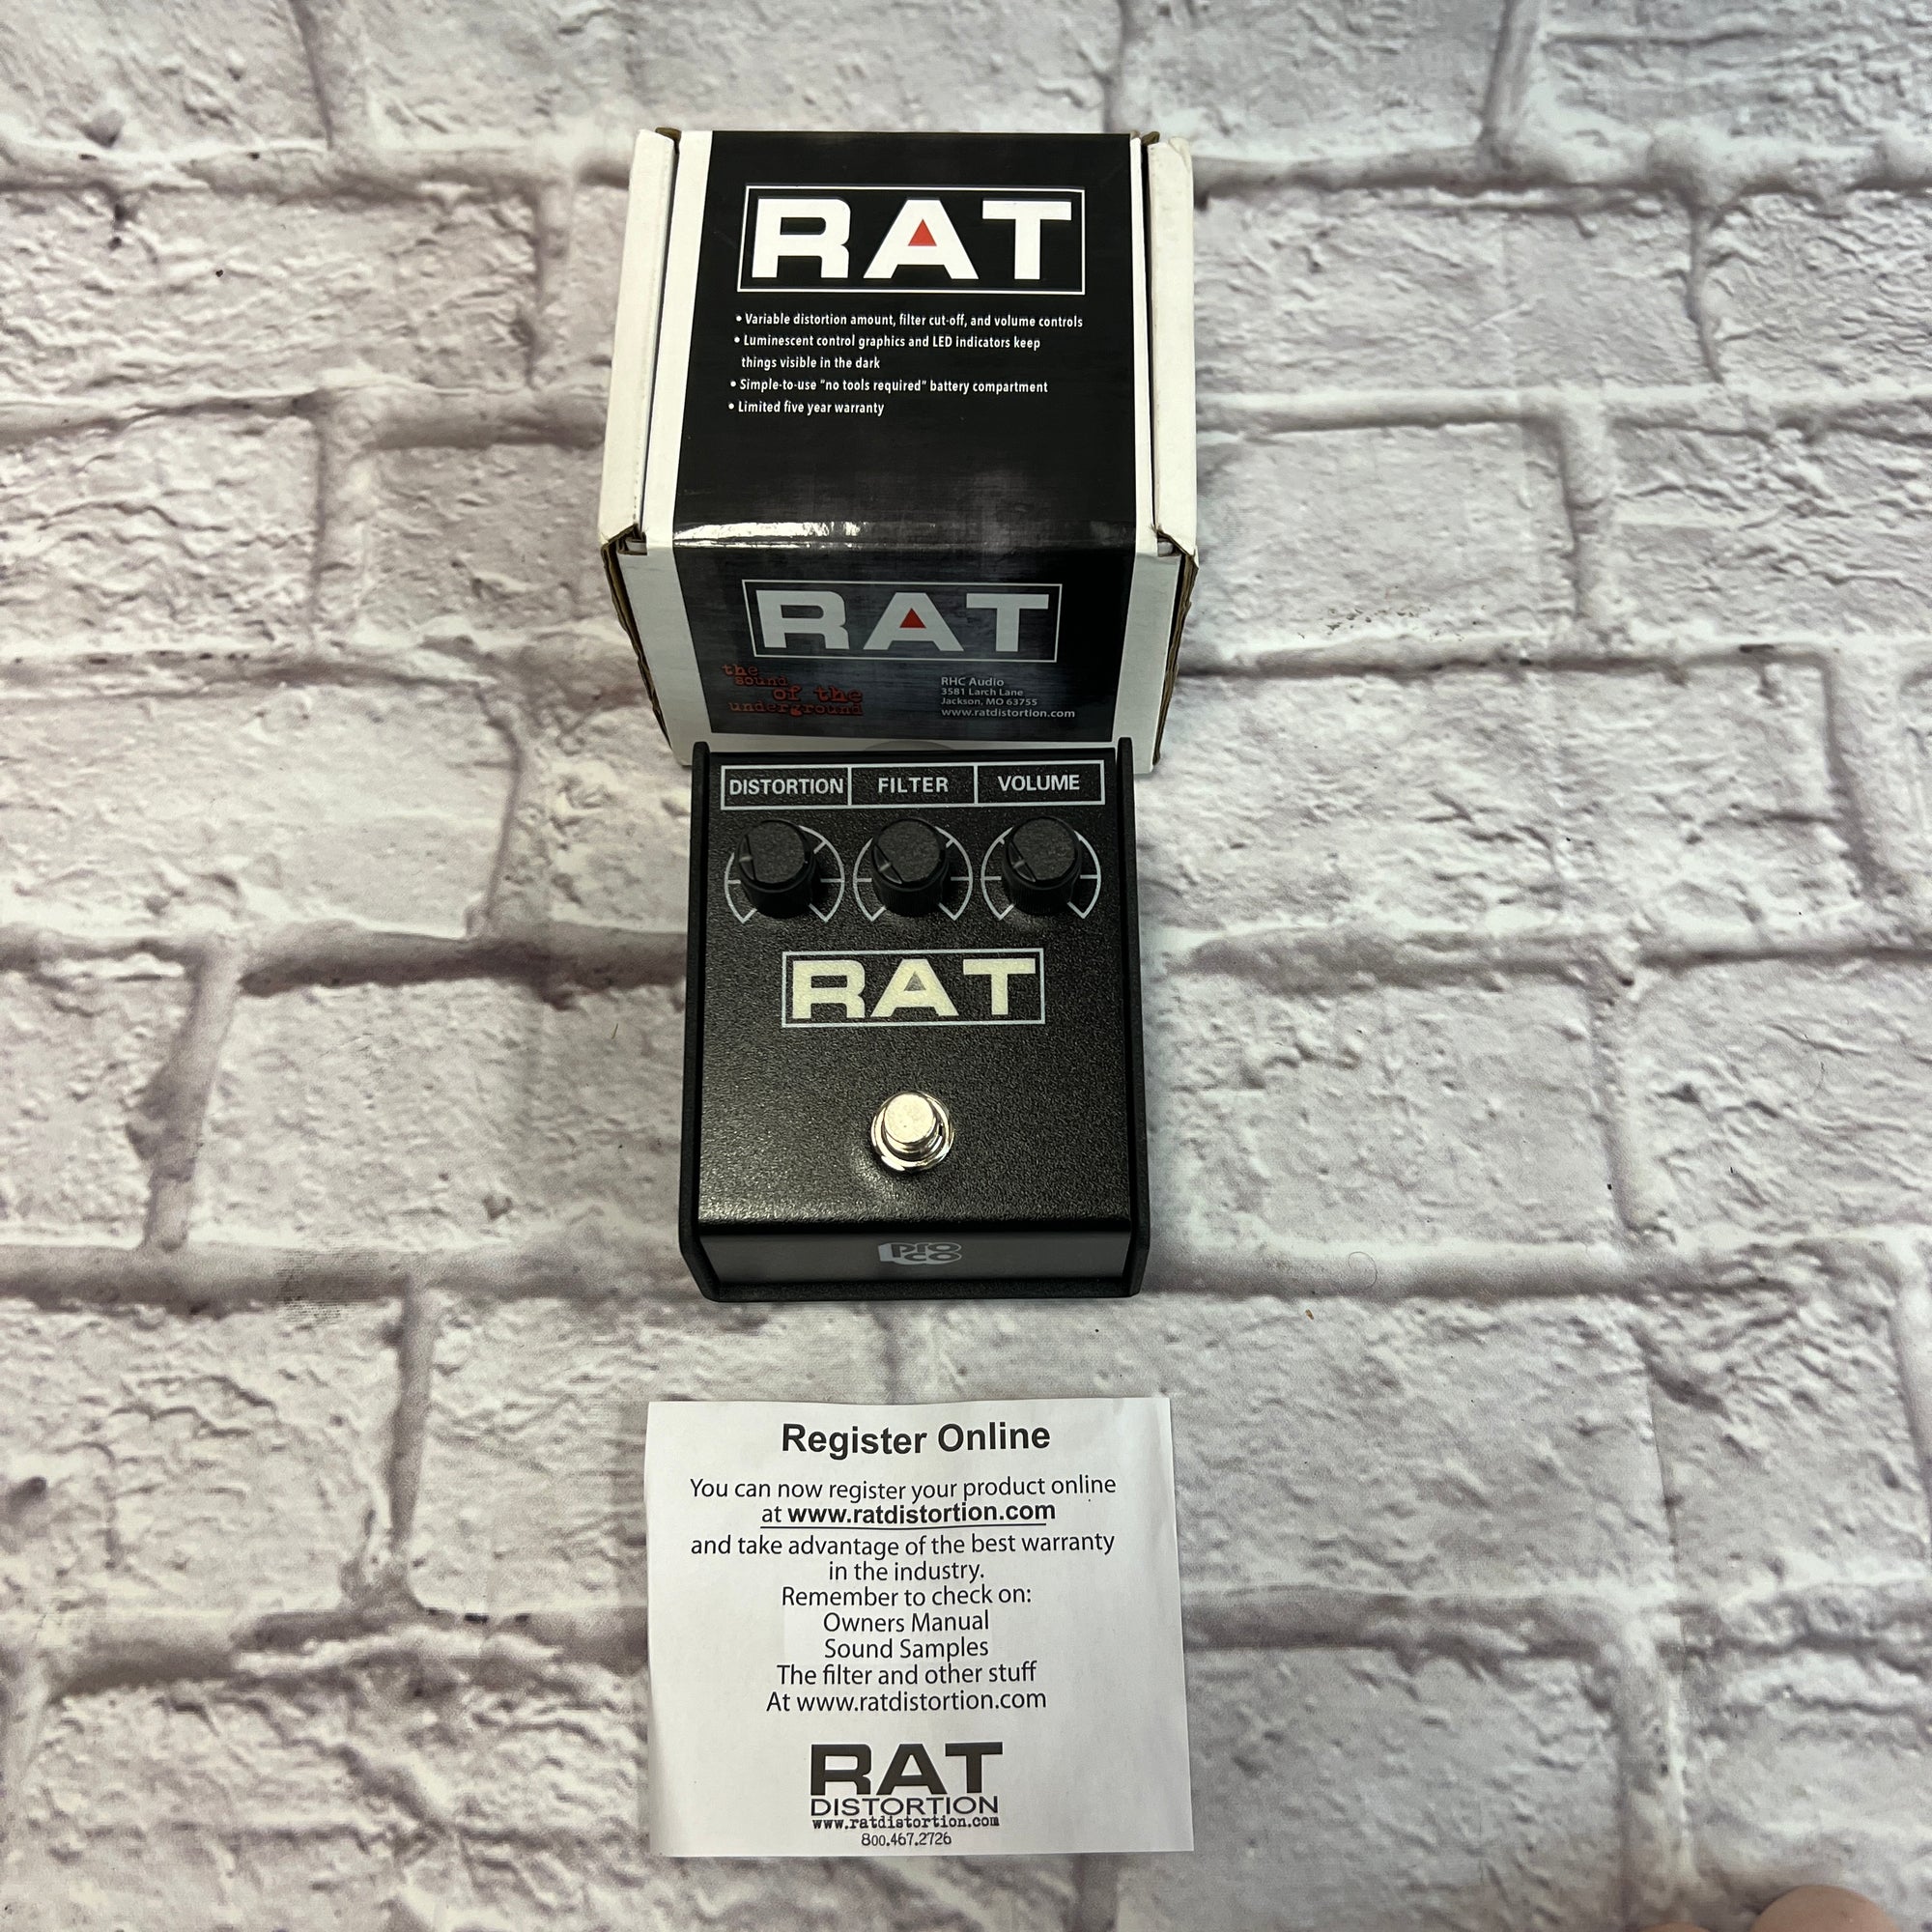 RAT
• Variable distortion amount, filter cut-off, and volume controls
• Luminescent control graphics and LED indicators keep
things visible in the dark
• Simple-to-use "no tools required" battery compartment
• Limited five year warranty
RAT
the
sound
of the
underground
RHC Audio
3581 Larch Lane
Jackson, MO 63755
www.ratdistortion.com
DISTORTION FILTER VOLUME
RAT
pro
co
Register Online
You can now register your product online
at www.ratdistortion.com
and take advantage of the best warranty
in the industry.
Remember to check on:
Owners Manual
Sound Samples
The filter and other stuff
At www.ratdistortion.com
RAT
DISTORTION
www.ratdistortion.com
800.467.2726